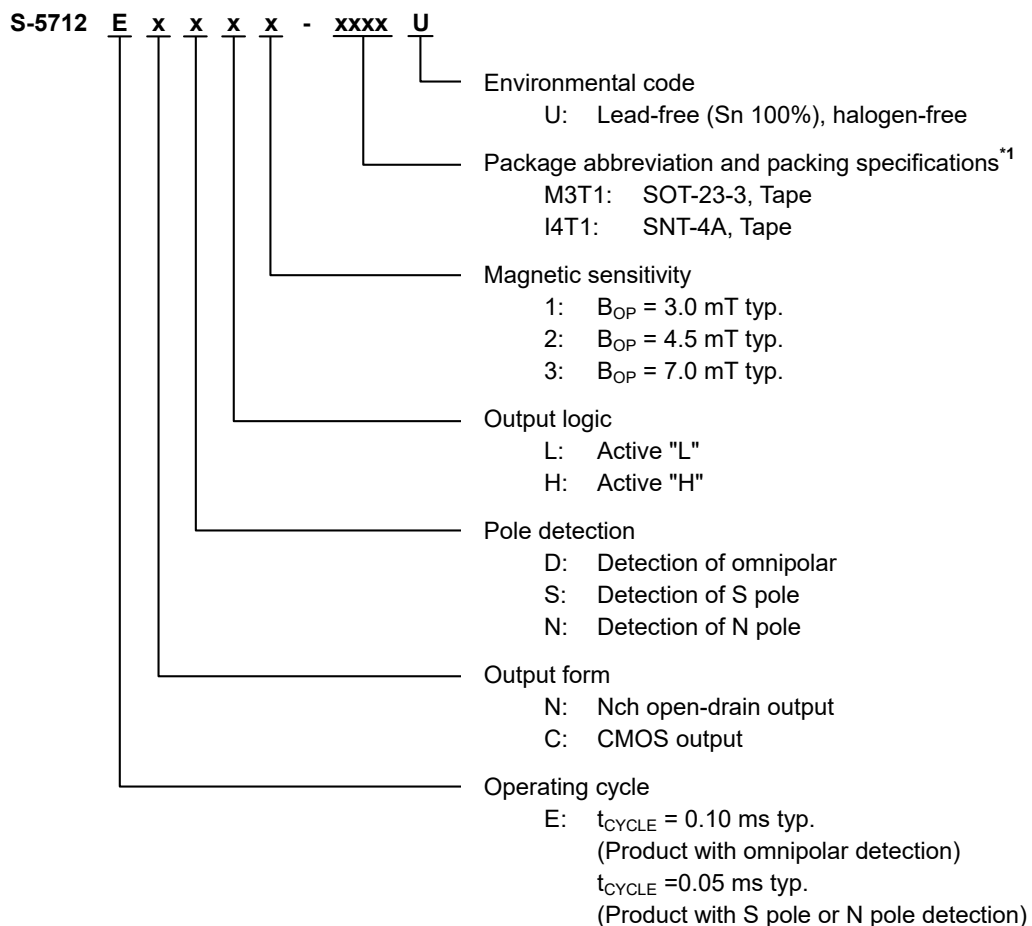 S-5712 E x x x x - xxxx U
Environmental code
U: Lead-free (Sn 100%), halogen-free
Package abbreviation and packing specifications*1
M3T1: SOT-23-3, Tape
I4T1: SNT-4A, Tape
Magnetic sensitivity
1: BOP = 3.0 mT typ.
2: BOP = 4.5 mT typ.
3: BOP = 7.0 mT typ.
Output logic
L: Active "L"
H: Active "H"
Pole detection
D: Detection of omnipolar
S: Detection of S pole
N: Detection of N pole
Output form
N: Nch open-drain output
C: CMOS output
Operating cycle
E: tCYCLE = 0.10 ms typ.
(Product with omnipolar detection)
tCYCLE =0.05 ms typ.
(Product with S pole or N pole detection)